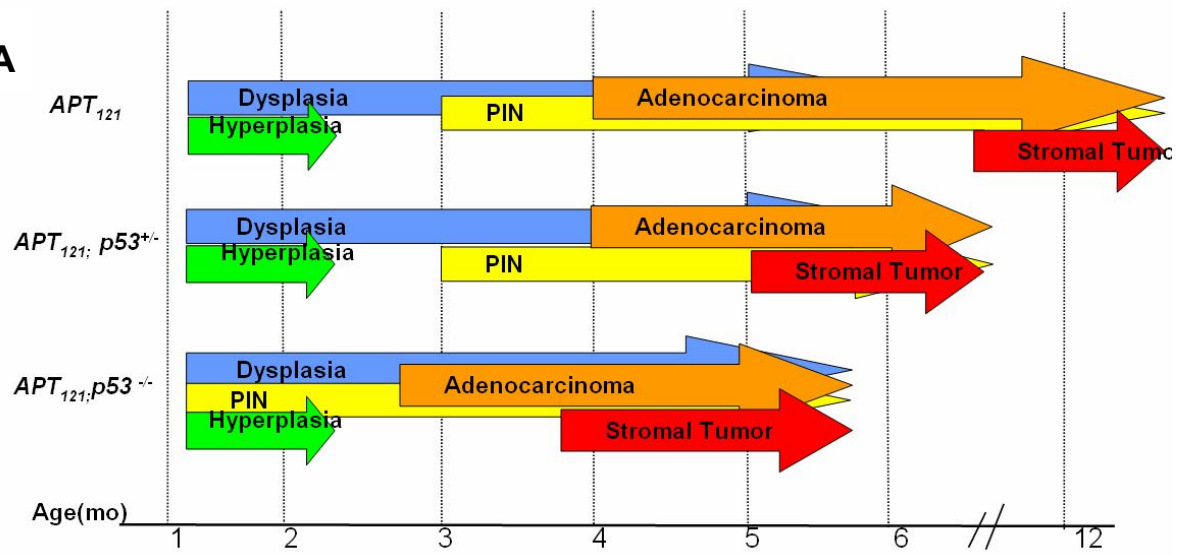 A
APT121
Dysplasia
Hyperplasia
PIN
Adenocarcinoma
Stromal Tumo
APT121; p53+/-
Dysplasia
Hyperplasia
PIN
Adenocarcinoma
Stromal Tumor
APT121;p53 -/-
Dysplasia
PIN
Hyperplasia
Adenocarcinoma
Stromal Tumor
Age(mo)
1 2 3 4 5 6 // 12